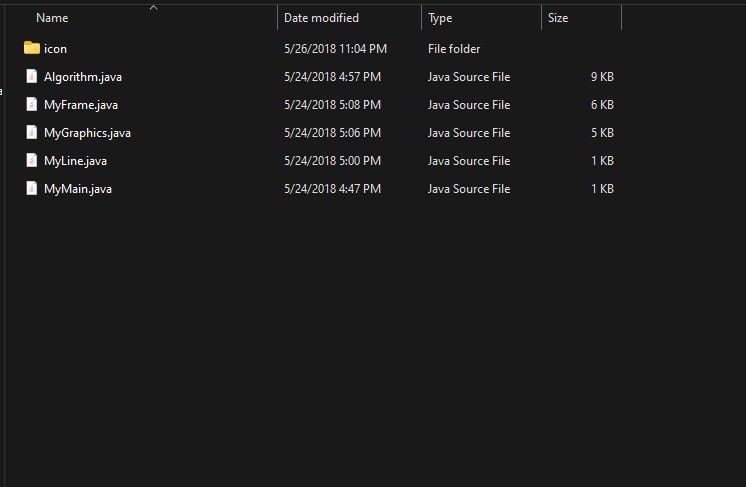 Name Date modified Type Size
icon 5/26/2018 11:04 PM File folder
Algorithm.java 5/24/2018 4:57 PM Java Source File 9 KB
MyFrame.java 5/24/2018 5:08 PM Java Source File 6 KB
MyGraphics.java 5/24/2018 5:06 PM Java Source File 5 KB
MyLine.java 5/24/2018 5:00 PM Java Source File 1 KB
MyMain.java 5/24/2018 4:47 PM Java Source File 1 KB